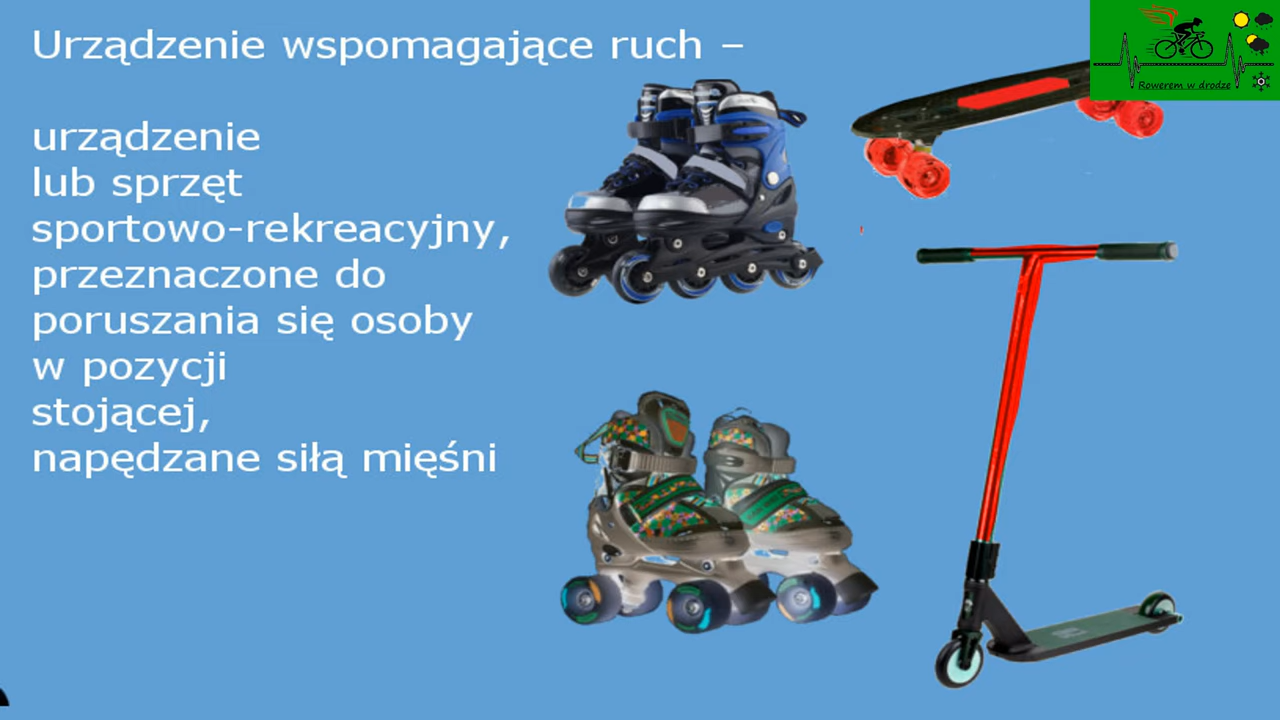 Urządzenie wspomagające ruch –
urządzenie
lub sprzęt
sportowo-rekreacyjny,
przeznaczone do
poruszania się osoby
w pozycji
stojącej,
napędzane siłą mięśni
Rowerem w drodze